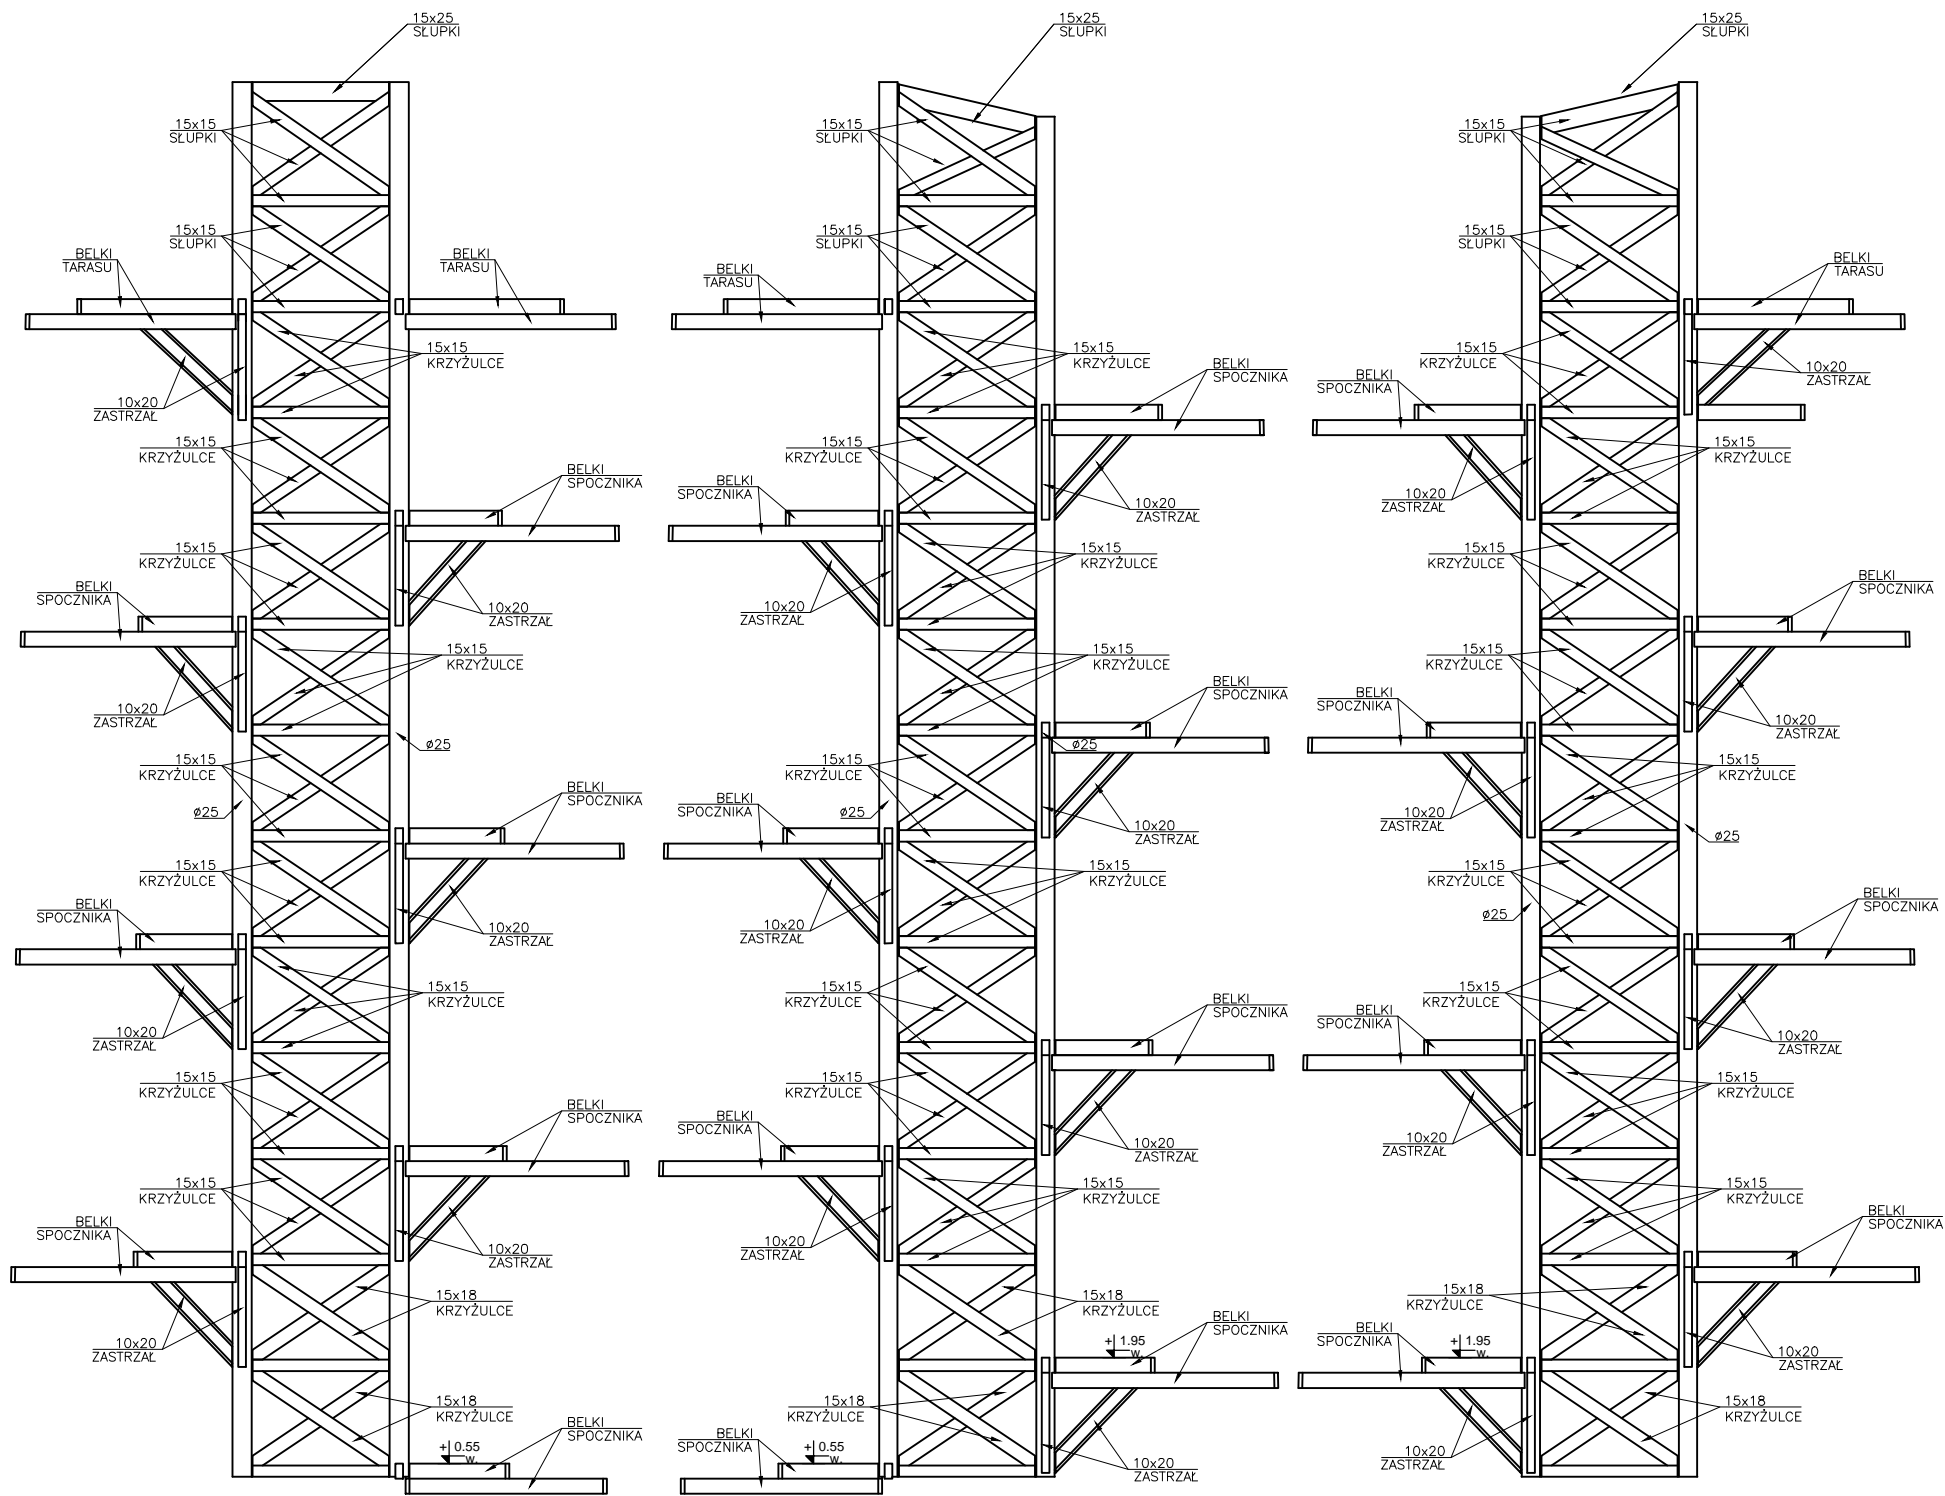 15x25
SŁUPKI
15x15
SŁUPKI
15x15
SŁUPKI
BELKI
TARASU
BELKI
TARASU
15x15
KRZYŻULCE
10x20
ZASTRZAŁ
15x15
KRZYŻULCE
BELKI
SPOCZNIKA
15x15
KRZYŻULCE
BELKI
SPOCZNIKA
10x20
ZASTRZAŁ
15x15
KRZYŻULCE
10x20
ZASTRZAŁ
ø25
15x15
KRZYŻULCE
BELKI
SPOCZNIKA
ø25
15x15
KRZYŻULCE
BELKI
SPOCZNIKA
10x20
ZASTRZAŁ
15x15
KRZYŻULCE
10x20
ZASTRZAŁ
15x15
KRZYŻULCE
BELKI
SPOCZNIKA
15x15
KRZYŻULCE
BELKI
SPOCZNIKA
10x20
ZASTRZAŁ
15x18
KRZYŻULCE
10x20
ZASTRZAŁ
15x18
KRZYŻULCE
BELKI
SPOCZNIKA
+ 0.55
w.
15x25
SŁUPKI
15x15
SŁUPKI
15x15
SŁUPKI
BELKI
TARASU
15x15
KRZYŻULCE
BELKI
SPOCZNIKA
15x15
KRZYŻULCE
BELKI
SPOCZNIKA
10x20
ZASTRZAŁ
15x15
KRZYŻULCE
10x20
ZASTRZAŁ
15x15
KRZYŻULCE
BELKI
SPOCZNIKA
ø25
15x15
KRZYŻULCE
BELKI
SPOCZNIKA
ø25
10x20
ZASTRZAŁ
15x15
KRZYŻULCE
10x20
ZASTRZAŁ
15x15
KRZYŻULCE
BELKI
SPOCZNIKA
15x15
KRZYŻULCE
BELKI
SPOCZNIKA
10x20
ZASTRZAŁ
15x15
KRZYŻULCE
10x20
ZASTRZAŁ
15x18
KRZYŻULCE
BELKI
SPOCZNIKA
+ 1.95
w.
15x18
KRZYŻULCE
BELKI
SPOCZNIKA
+ 0.55
w.
10x20
ZASTRZAŁ
15x25
SŁUPKI
15x15
SŁUPKI
15x15
SŁUPKI
BELKI
TARASU
15x15
KRZYŻULCE
10x20
ZASTRZAŁ
BELKI
SPOCZNIKA
15x15
KRZYŻULCE
10x20
ZASTRZAŁ
15x15
KRZYŻULCE
BELKI
SPOCZNIKA
15x15
KRZYŻULCE
BELKI
SPOCZNIKA
10x20
ZASTRZAŁ
15x15
KRZYŻULCE
10x20
ZASTRZAŁ
ø25
15x15
KRZYŻULCE
ø25
BELKI
SPOCZNIKA
15x15
KRZYŻULCE
BELKI
SPOCZNIKA
10x20
ZASTRZAŁ
15x15
KRZYŻULCE
10x20
ZASTRZAŁ
15x15
KRZYŻULCE
BELKI
SPOCZNIKA
15x18
KRZYŻULCE
BELKI
SPOCZNIKA
+ 1.95
w.
10x20
ZASTRZAŁ
15x18
KRZYŻULCE
10x20
ZASTRZAŁ